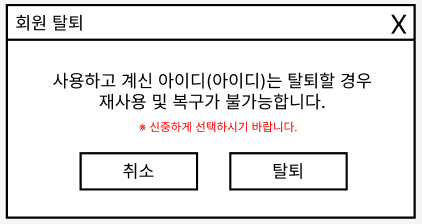 회원 탈퇴 X
사용하고 계신 아이디(아이디)는 탈퇴할 경우
재사용 및 복구가 불가능합니다.
※ 신중하게 선택하시기 바랍니다.
취소 탈퇴